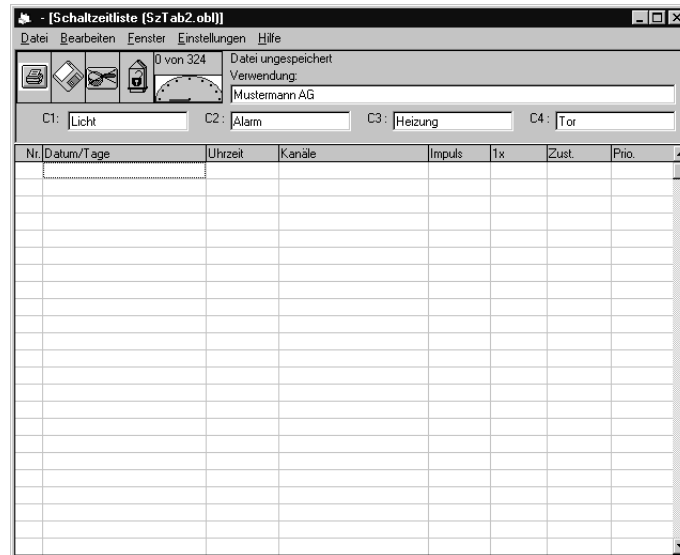 - [Schaltzeitliste (SzTab2.obl)]
Datei Bearbeiten Fenster Einstellungen Hilfe
0 von 324
Datei ungespeichert
Verwendung:
Mustermann AG
C1: Licht C2: Alarm C3: Heizung C4: Tor
Nr. Datum/Tage Uhrzeit Kanäle Impuls 1x Zust. Prio.